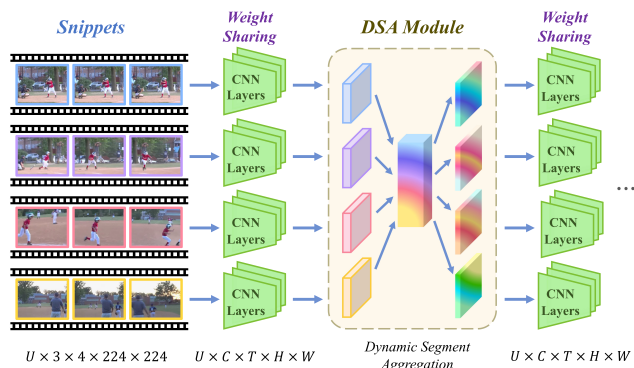 Snippets
Weight
Sharing
DSA Module
Weight
Sharing
CNN
Layers
CNN
Layers
CNN
Layers
CNN
Layers
CNN
Layers
CNN
Layers
CNN
Layers
CNN
Layers
...
U × 3 × 4 × 224 × 224
U × C × T × H × W
Dynamic Segment
Aggregation
U × C × T × H × W